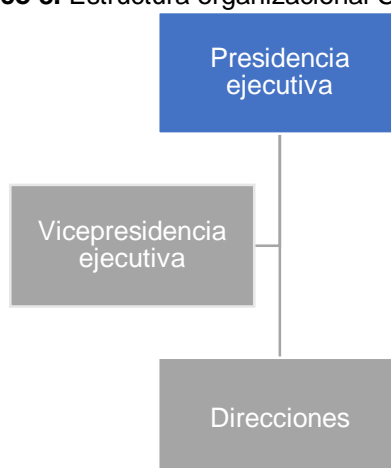 Estructura organizacional
Presidencia
ejecutiva
Vicepresidencia
ejecutiva
Direcciones